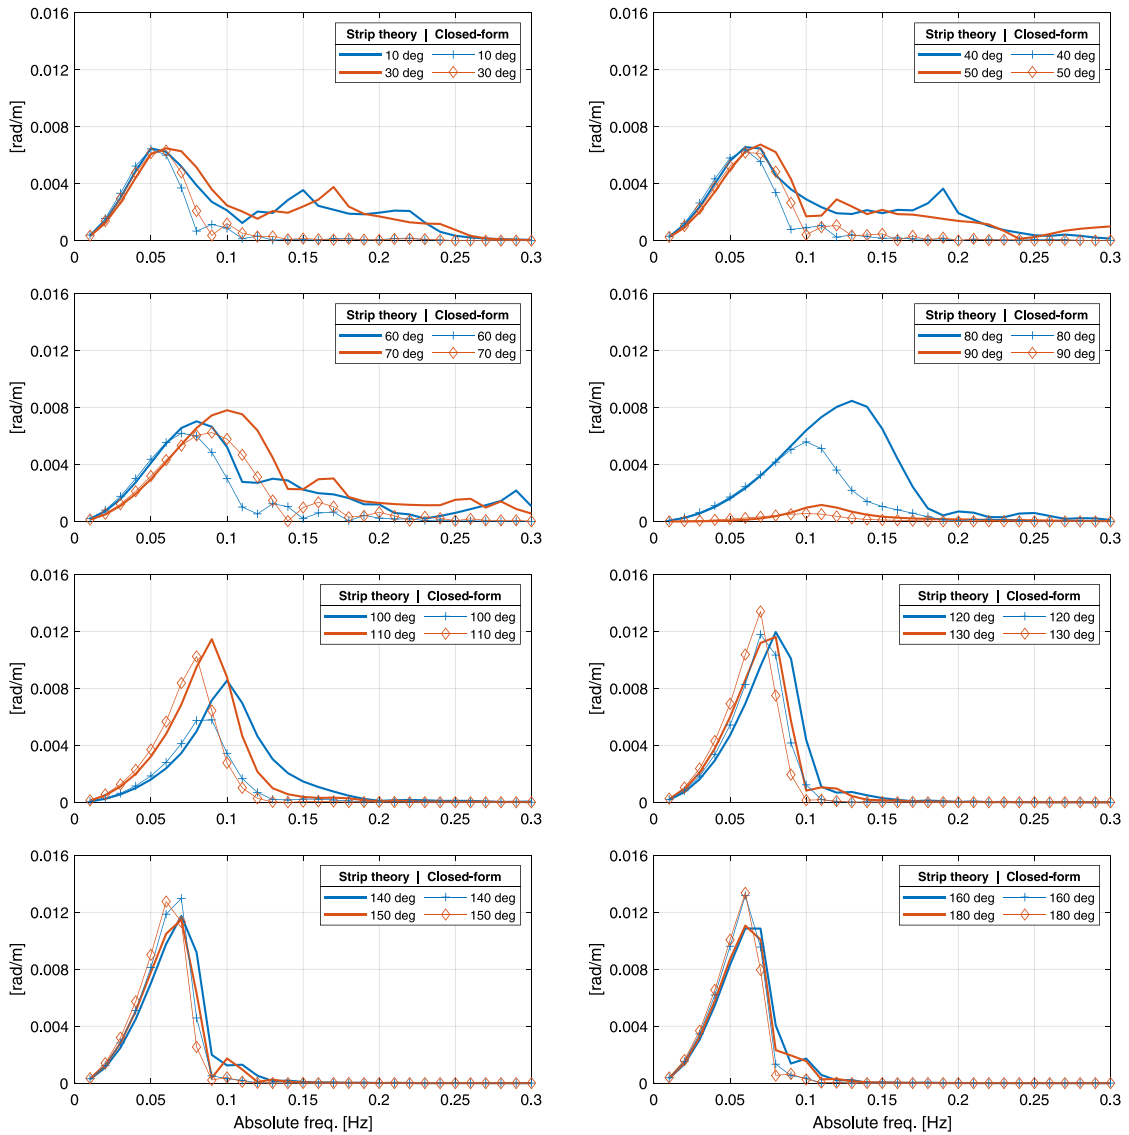 0.016
0.012
0.008
0.004
0
[rad/m]
Strip theory | Closed-form
10 deg 10 deg
30 deg 30 deg
0 0.05 0.1 0.15 0.2 0.25 0.3
0.016
0.012
0.008
0.004
0
[rad/m]
Strip theory | Closed-form
40 deg 40 deg
50 deg 50 deg
0 0.05 0.1 0.15 0.2 0.25 0.3
0.016
0.012
0.008
0.004
0
[rad/m]
Strip theory | Closed-form
60 deg 60 deg
70 deg 70 deg
0 0.05 0.1 0.15 0.2 0.25 0.3
0.016
0.012
0.008
0.004
0
[rad/m]
Strip theory | Closed-form
80 deg 80 deg
90 deg 90 deg
0 0.05 0.1 0.15 0.2 0.25 0.3
0.016
0.012
0.008
0.004
0
[rad/m]
Strip theory | Closed-form
100 deg 100 deg
110 deg 110 deg
0 0.05 0.1 0.15 0.2 0.25 0.3
0.016
0.012
0.008
0.004
0
[rad/m]
Strip theory | Closed-form
120 deg 120 deg
130 deg 130 deg
0 0.05 0.1 0.15 0.2 0.25 0.3
0.016
0.012
0.008
0.004
0
[rad/m]
Strip theory | Closed-form
140 deg 140 deg
150 deg 150 deg
0 0.05 0.1 0.15 0.2 0.25 0.3
Absolute freq. [Hz]
0.016
0.012
0.008
0.004
0
[rad/m]
Strip theory | Closed-form
160 deg 160 deg
180 deg 180 deg
0 0.05 0.1 0.15 0.2 0.25 0.3
Absolute freq. [Hz]